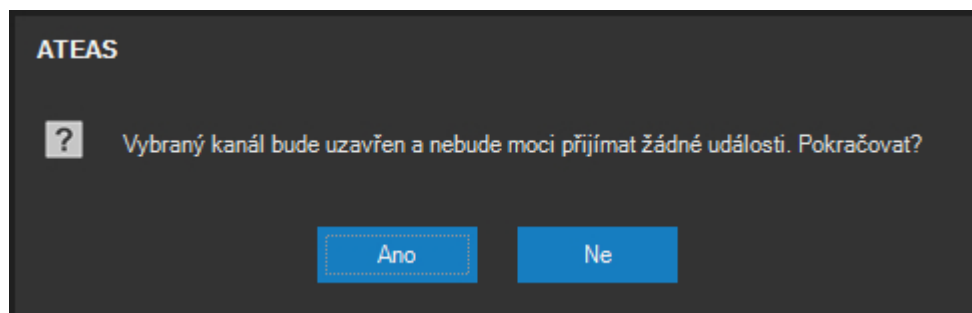 ATEAS
? Vybraný kanál bude uzavřen a nebude moci přijímat žádné události. Pokračovat?
Ano Ne